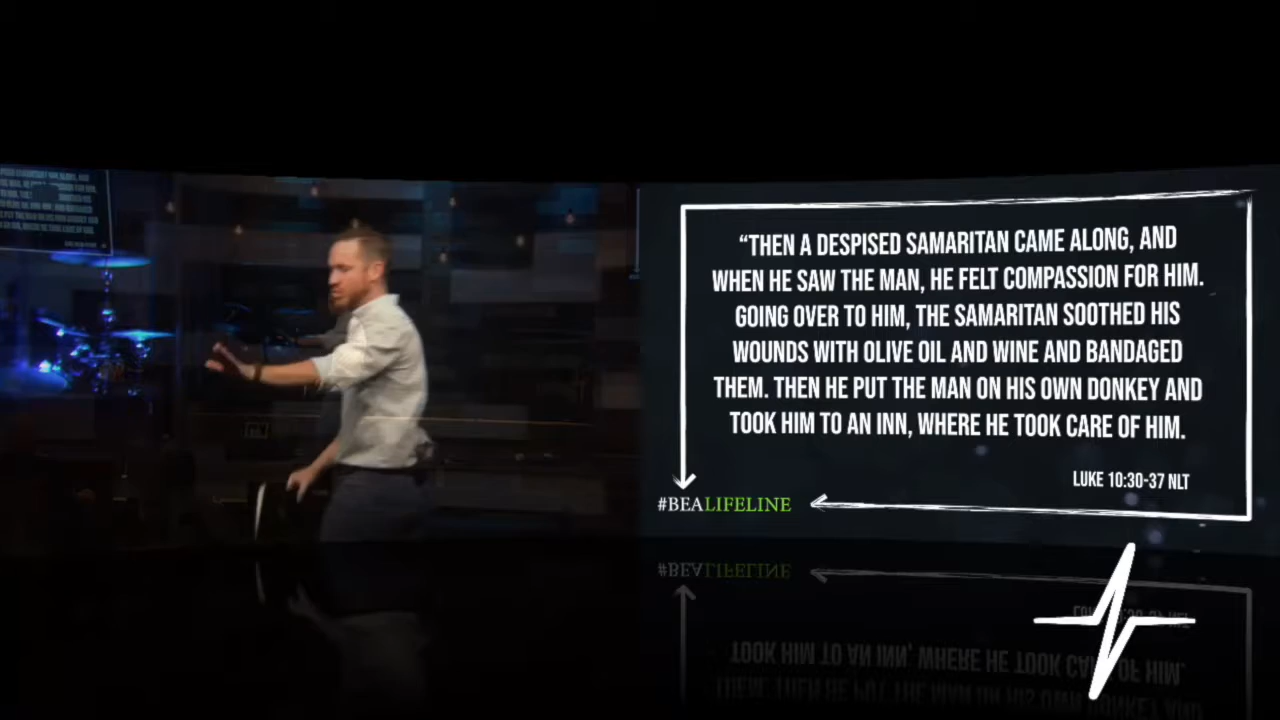 “THEN A DESPISED SAMARITAN CAME ALONG, AND
WHEN HE SAW THE MAN, HE FELT COMPASSION FOR HIM.
GOING OVER TO HIM, THE SAMARITAN SOOTHED HIS
WOUNDS WITH OLIVE OIL AND WINE AND BANDAGED
THEM. THEN HE PUT THE MAN ON HIS OWN DONKEY AND
TOOK HIM TO AN INN, WHERE HE TOOK CARE OF HIM.
LUKE 10:30-37 NLT
#BEALIFELINE